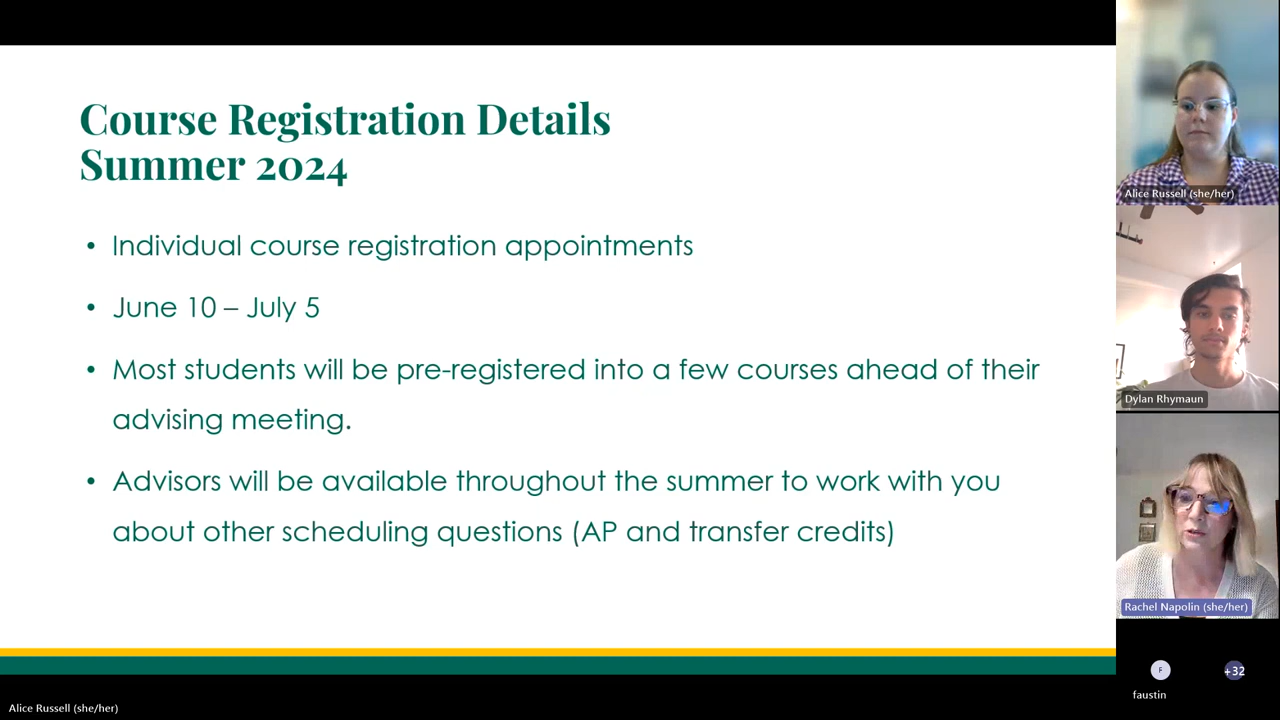 Course Registration Details
Summer 2024
• Individual course registration appointments
• June 10 – July 5
• Most students will be pre-registered into a few courses ahead of their
advising meeting.
• Advisors will be available throughout the summer to work with you
about other scheduling questions (AP and transfer credits)
Alice Russell (she/her)
Dylan Rhymaun
Rachel Napolin (she/her)
F
+32
faustin
Alice Russell (she/her)